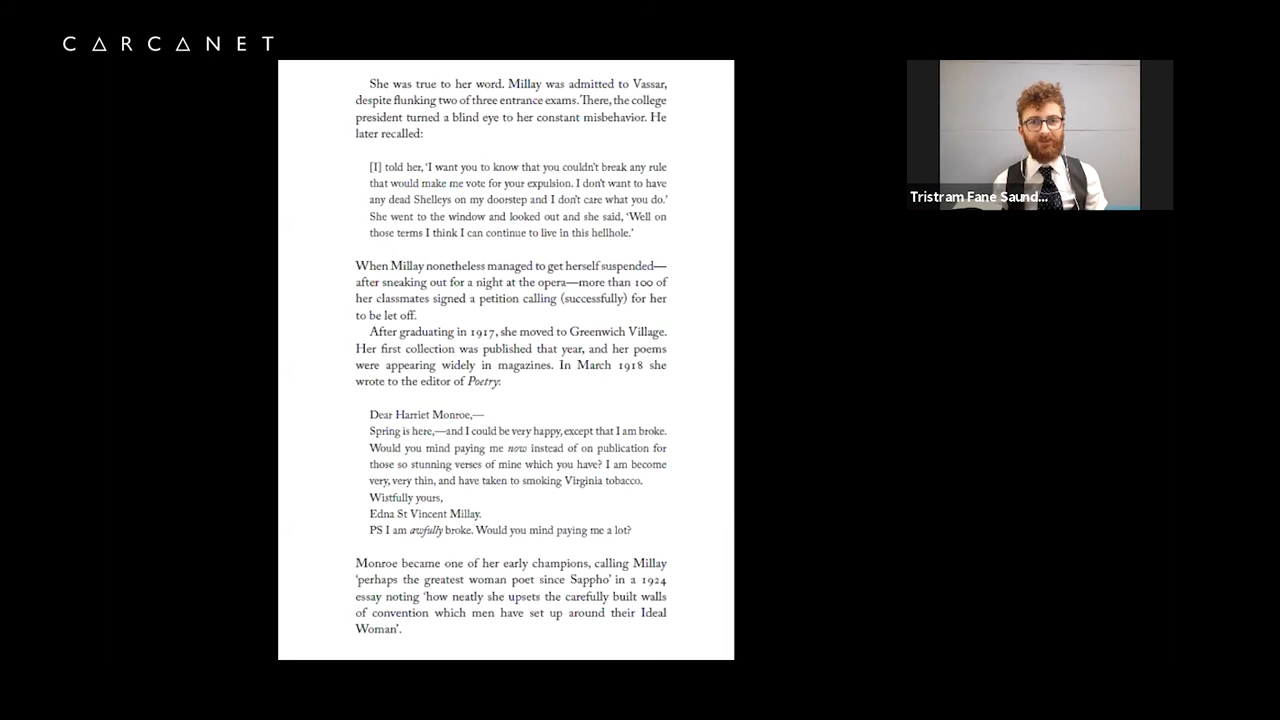 CARCANET
She was true to her word. Millay was admitted to Vassar,
despite flunking two of three entrance exams. There, the college
president turned a blind eye to her constant misbehavior. He
later recalled:
[I] told her, ‘I want you to know that you couldn’t break any rule
that would make me vote for your expulsion. I don’t want to have
any dead Shelleys on my doorstep and I don’t care what you do.’
She went to the window and looked out and she said, ‘Well on
those terms I think I can continue to live in this hellhole.’
When Millay nonetheless managed to get herself suspended—
after sneaking out for a night at the opera—more than 100 of
her classmates signed a petition calling (successfully) for her
to be let off.
After graduating in 1917, she moved to Greenwich Village.
Her first collection was published that year, and her poems
were appearing widely in magazines. In March 1918 she
wrote to the editor of Poetry:
Dear Harriet Monroe,—
Spring is here,—and I could be very happy, except that I am broke.
Would you mind paying me now instead of on publication for
those so stunning verses of mine which you have? I am become
very, very thin, and have taken to smoking Virginia tobacco.
Wistfully yours,
Edna St Vincent Millay.
PS I am awfully broke. Would you mind paying me a lot?
Monroe became one of her early champions, calling Millay
‘perhaps the greatest woman poet since Sappho’ in a 1924
essay noting ‘how neatly she upsets the carefully built walls
of convention which men have set up around their Ideal
Woman’.
Tristram Fane Saund...